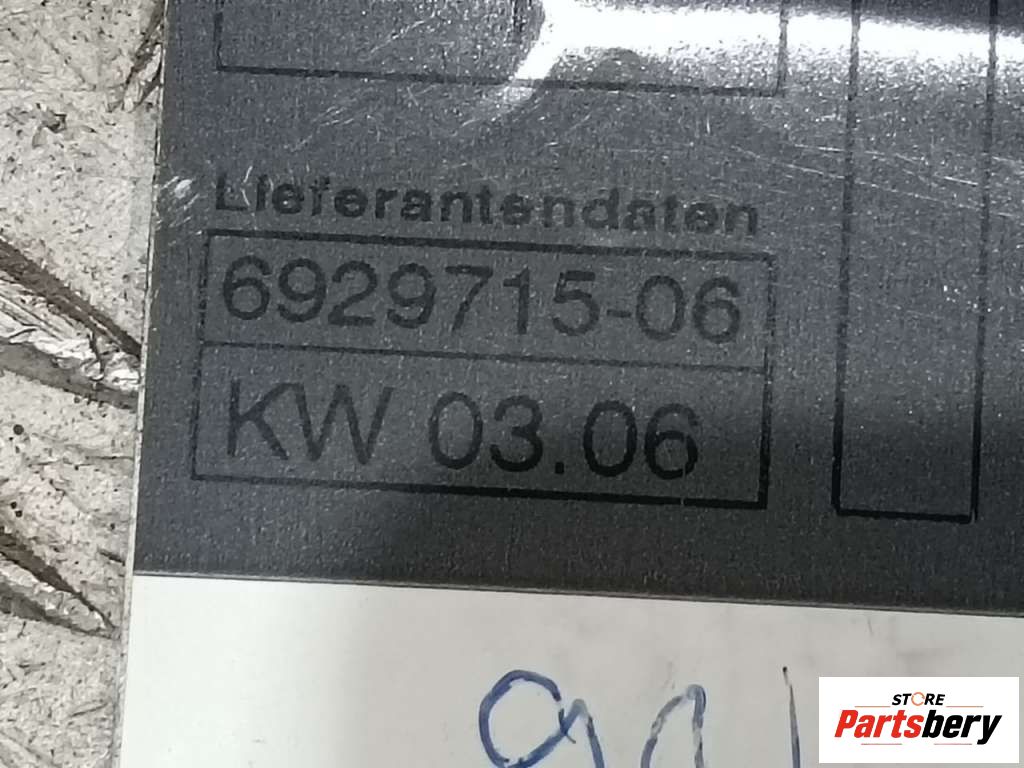 Lieferantendaten
6929715-06
KW 03.06
STORE
Partsbery